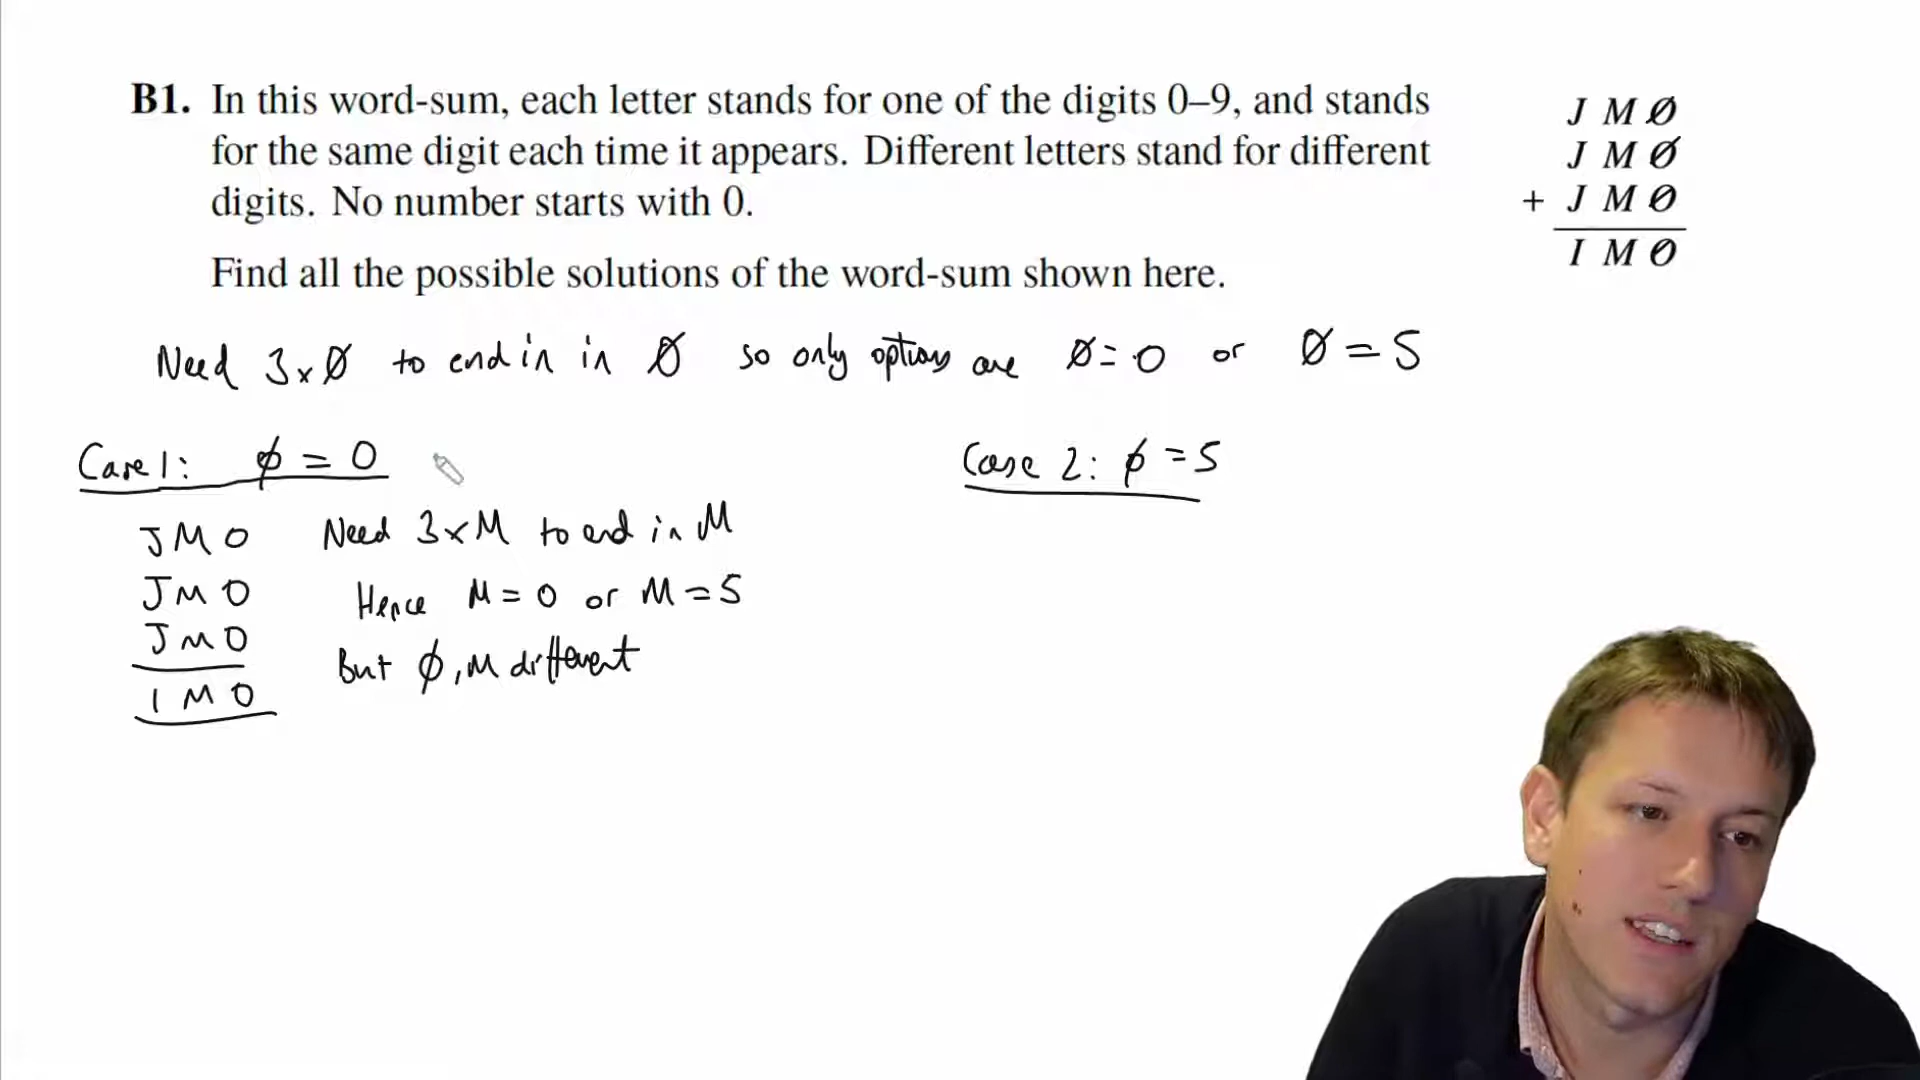 B1. In this word-sum, each letter stands for one of the digits 0–9, and stands
for the same digit each time it appears. Different letters stand for different
digits. No number starts with 0.
Find all the possible solutions of the word-sum shown here.
J M Ø
J M Ø
+ J M Ø
I M Ø
Need 3×Ø to end in in Ø so only options are Ø = 0 or Ø = 5
Case 1: Ø = 0
J M 0
J M 0
J M 0
I M 0
Need 3×M to end in M
Hence M = 0 or M = 5
But Ø, M different
Case 2: Ø = 5